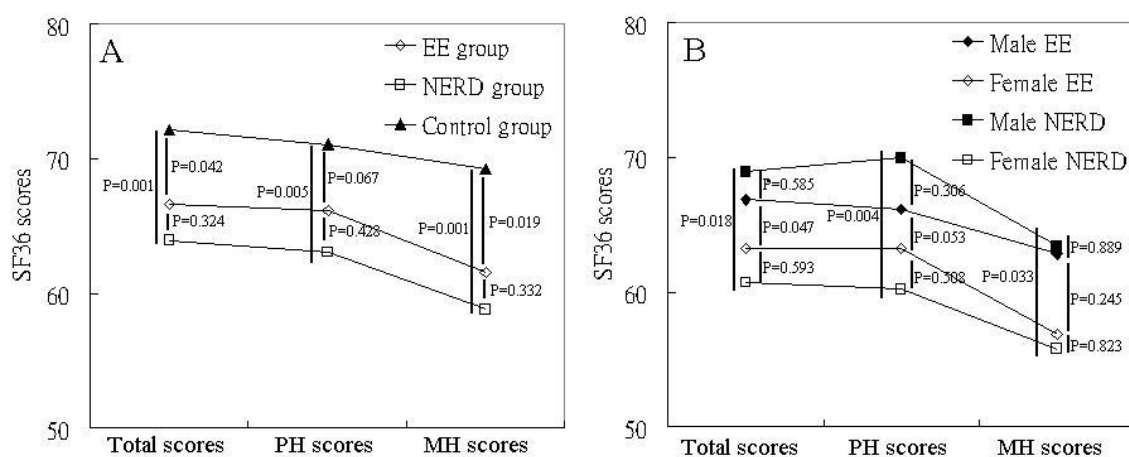 A
80
70
60
50
SF36 scores
EE group
NERD group
Control group
P=0.042
P=0.001
P=0.324
P=0.067
P=0.005
P=0.428
P=0.019
P=0.001
P=0.332
Total scores PH scores MH scores
B
80
70
60
50
SF36 scores
Male EE
Female EE
Male NERD
Female NERD
P=0.585
P=0.018
P=0.047
P=0.593
P=0.306
P=0.004
P=0.053
P=0.508
P=0.889
P=0.033
P=0.245
P=0.823
Total scores PH scores MH scores